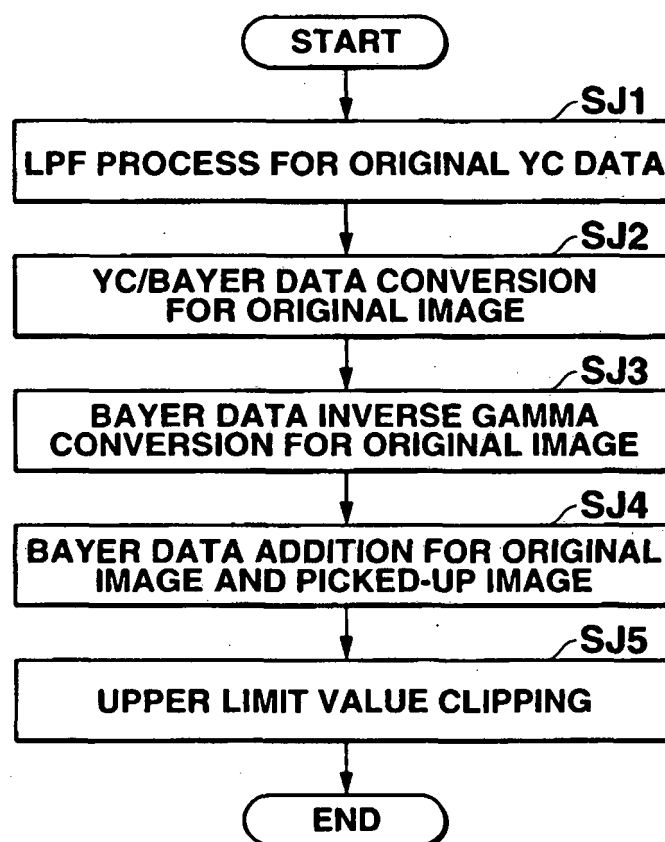 START
SJ1
LPF PROCESS FOR ORIGINAL YC DATA
SJ2
YC/BAYER DATA CONVERSION
FOR ORIGINAL IMAGE
SJ3
BAYER DATA INVERSE GAMMA
CONVERSION FOR ORIGINAL IMAGE
SJ4
BAYER DATA ADDITION FOR ORIGINAL
IMAGE AND PICKED-UP IMAGE
SJ5
UPPER LIMIT VALUE CLIPPING
END